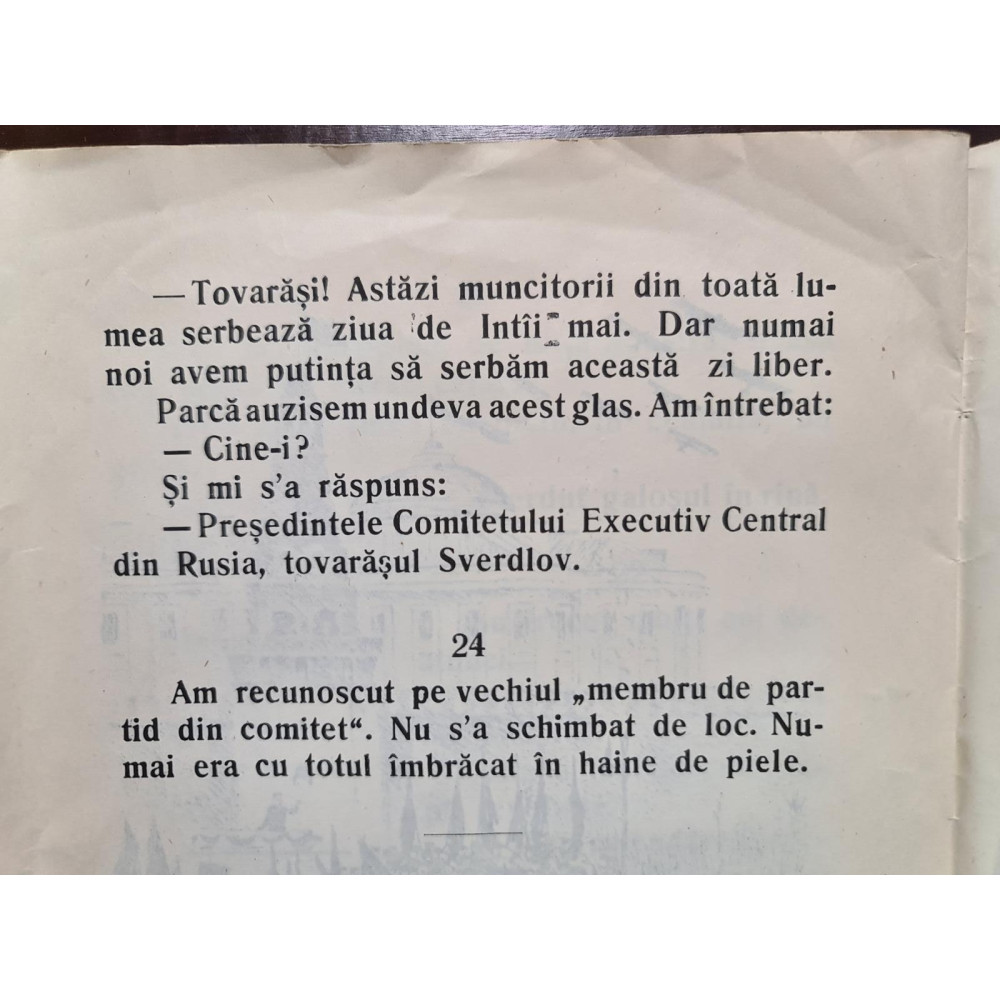 — Tovarăși! Astăzi muncitorii din toată lu-
mea serbează ziua de Intîi mai. Dar numai
noi avem putința să serbăm această zi liber.
Parcă auzisem undeva acest glas. Am întrebat:
— Cine-i?
Și mi s'a răspuns:
— Președintele Comitetului Executiv Central
din Rusia, tovarășul Sverdlov.
24
Am recunoscut pe vechiul „membru de par-
tid din comitet“. Nu s'a schimbat de loc. Nu-
mai era cu totul îmbrăcat în haine de piele.